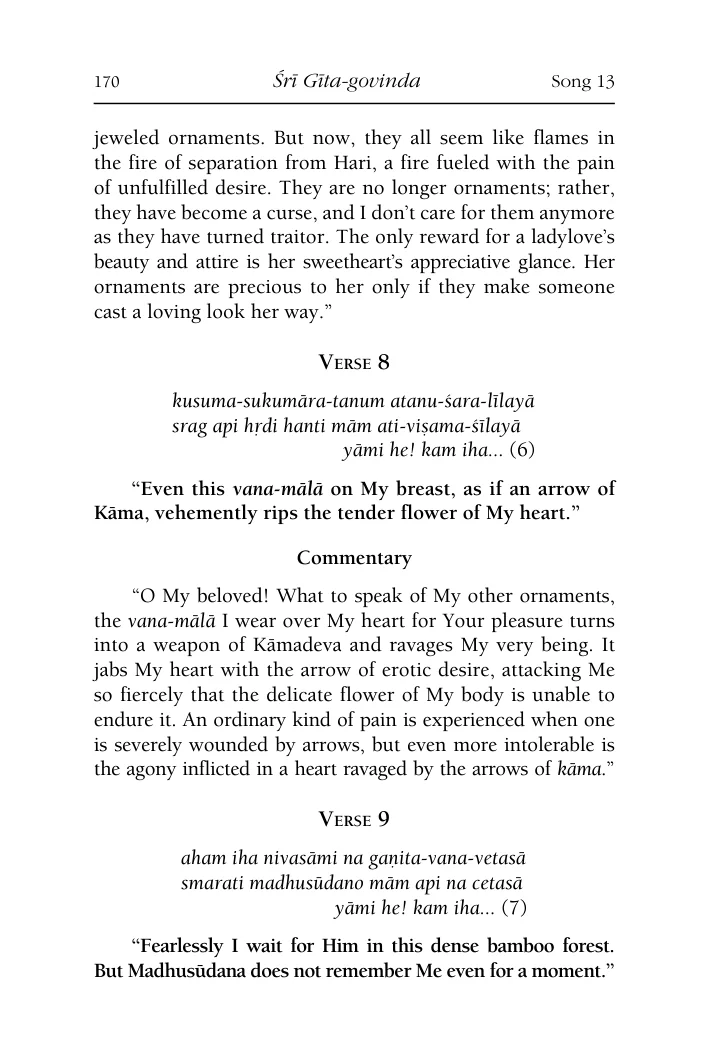 170 Śrī Gīta-govinda Song 13
jeweled ornaments. But now, they all seem like flames in
the fire of separation from Hari, a fire fueled with the pain
of unfulfilled desire. They are no longer ornaments; rather,
they have become a curse, and I don’t care for them anymore
as they have turned traitor. The only reward for a ladylove’s
beauty and attire is her sweetheart’s appreciative glance. Her
ornaments are precious to her only if they make someone
cast a loving look her way.”
Verse 8
kusuma-sukumāra-tanum atanu-śara-līlayā
srag api hṛdi hanti mām ati-viṣama-śīlayā
yāmi he! kam iha... (6)
“Even this vana-mālā on My breast, as if an arrow of
Kāma, vehemently rips the tender flower of My heart.”
Commentary
“O My beloved! What to speak of My other ornaments,
the vana-mālā I wear over My heart for Your pleasure turns
into a weapon of Kāmadeva and ravages My very being. It
jabs My heart with the arrow of erotic desire, attacking Me
so fiercely that the delicate flower of My body is unable to
endure it. An ordinary kind of pain is experienced when one
is severely wounded by arrows, but even more intolerable is
the agony inflicted in a heart ravaged by the arrows of kāma.”
Verse 9
aham iha nivasāmi na gaṇita-vana-vetasā
smarati madhusūdano mām api na cetasā
yāmi he! kam iha... (7)
“Fearlessly I wait for Him in this dense bamboo forest.
But Madhusūdana does not remember Me even for a moment.”